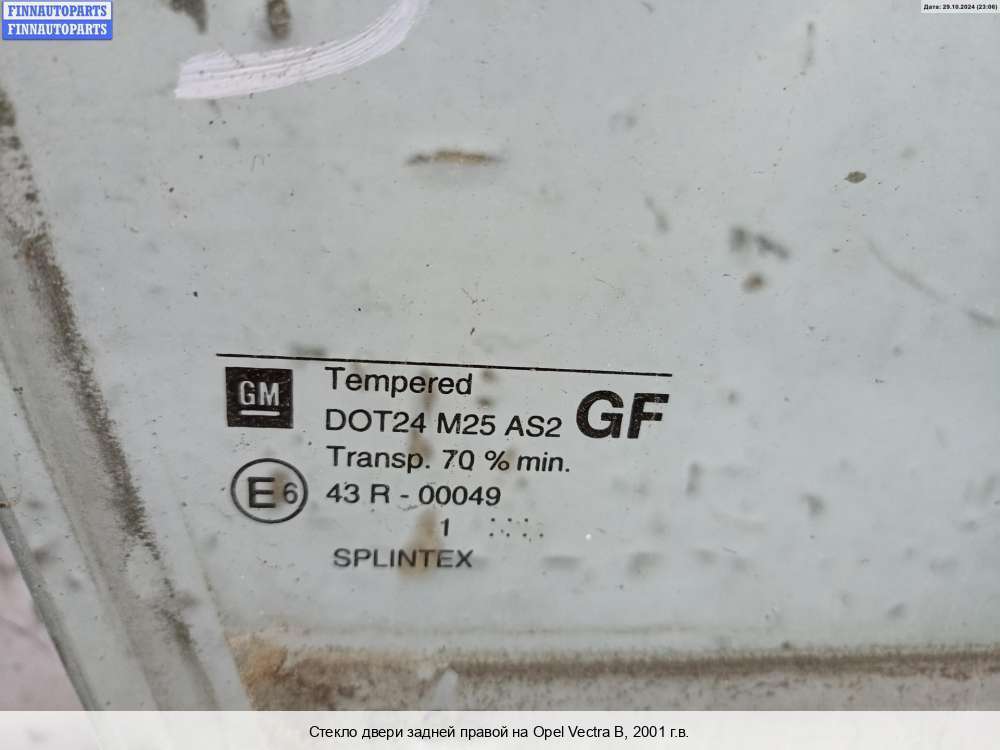 FINNAUTOPARTS
FINNAUTOPARTS
Дата: 29.10.2024 (23:06)
GM
Tempered
DOT24 M25 AS2 GF
Transp. 70 % min.
E6 43 R - 00049
1
SPLINTEX
Стекло двери задней правой на Opel Vectra B, 2001 г.в.